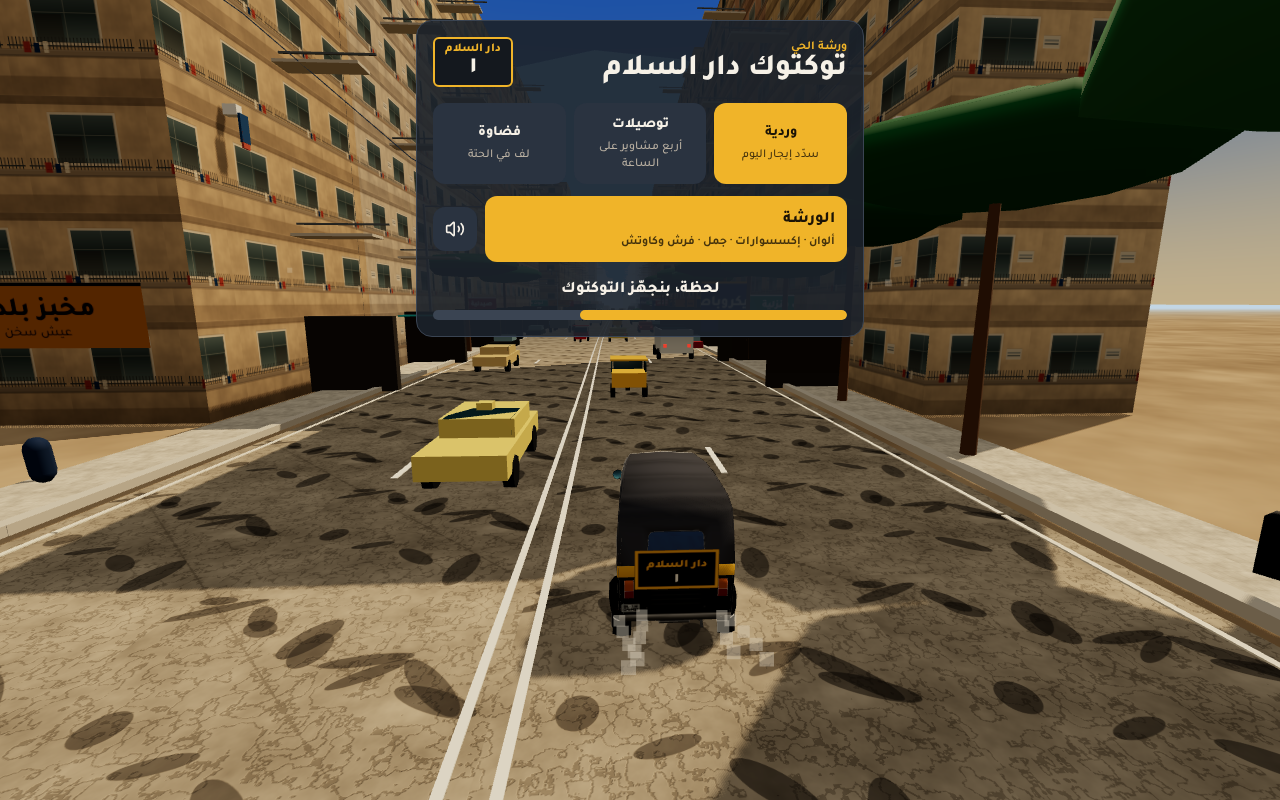 ورشة الحي
توكتوك دار السلام
دار السلام
١
وردية
سدّد إيجار اليوم
توصيلات
أربع مشاوير على
الساعة
فضاوة
لف في الحتة
الورشة
ألوان · إكسسوارات · جمل · فرش وكاوتش
لحظة، بنجهّز التوكتوك
مخبز بلد
عيش سخن
دار السلام
١